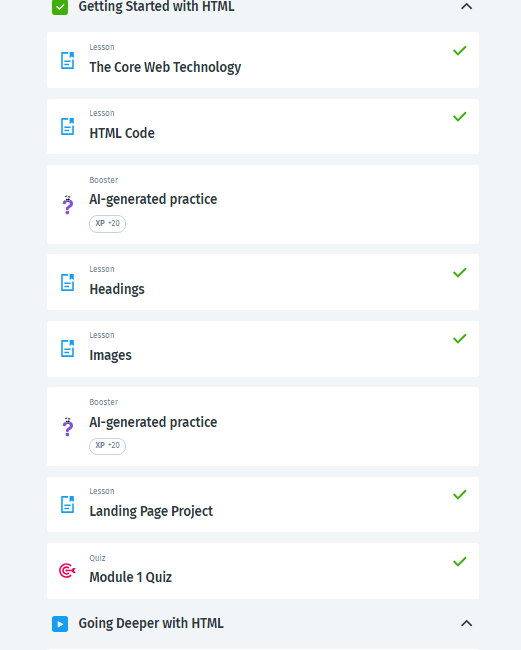 Getting Started with HTML
Lesson
The Core Web Technology
Lesson
HTML Code
Booster
AI-generated practice
XP +20
Lesson
Headings
Lesson
Images
Booster
AI-generated practice
XP +20
Lesson
Landing Page Project
Quiz
Module 1 Quiz
Going Deeper with HTML